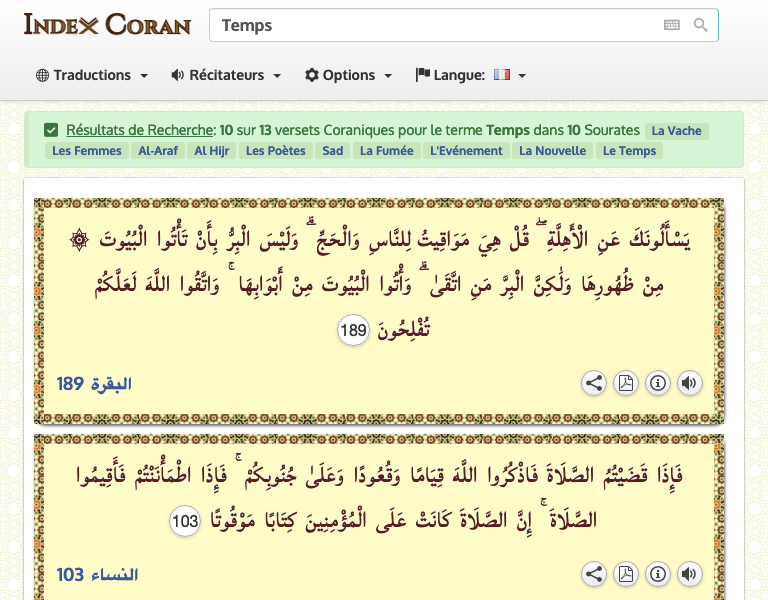 Index Coran
Temps
Traductions Récitateurs Options Langue:
Résultats de Recherche: 10 sur 13 versets Coraniques pour le terme Temps dans 10 Sourates La Vache
Les Femmes Al-Araf Al Hijr Les Poètes Sad La Fumée L'Evénement La Nouvelle Le Temps
۞ يَسْأَلُونَكَ عَنِ الْأَهِلَّةِ ۖ قُلْ هِيَ مَوَاقِيتُ لِلنَّاسِ وَالْحَجِّ ۗ وَلَيْسَ الْبِرُّ بِأَنْ تَأْتُوا الْبُيُوتَ
مِنْ ظُهُورِهَا وَلَٰكِنَّ الْبِرَّ مَنِ اتَّقَىٰ ۗ وَأْتُوا الْبُيُوتَ مِنْ أَبْوَابِهَا ۚ وَاتَّقُوا اللَّهَ لَعَلَّكُمْ
تُفْلِحُونَ 189
البقرة 189
فَإِذَا قَضَيْتُمُ الصَّلَاةَ فَاذْكُرُوا اللَّهَ قِيَامًا وَقُعُودًا وَعَلَىٰ جُنُوبِكُمْ ۚ فَإِذَا اطْمَأْنَنْتُمْ فَأَقِيمُوا
الصَّلَاةَ ۚ إِنَّ الصَّلَاةَ كَانَتْ عَلَى الْمُؤْمِنِينَ كِتَابًا مَوْقُوتًا 103
النساء 103